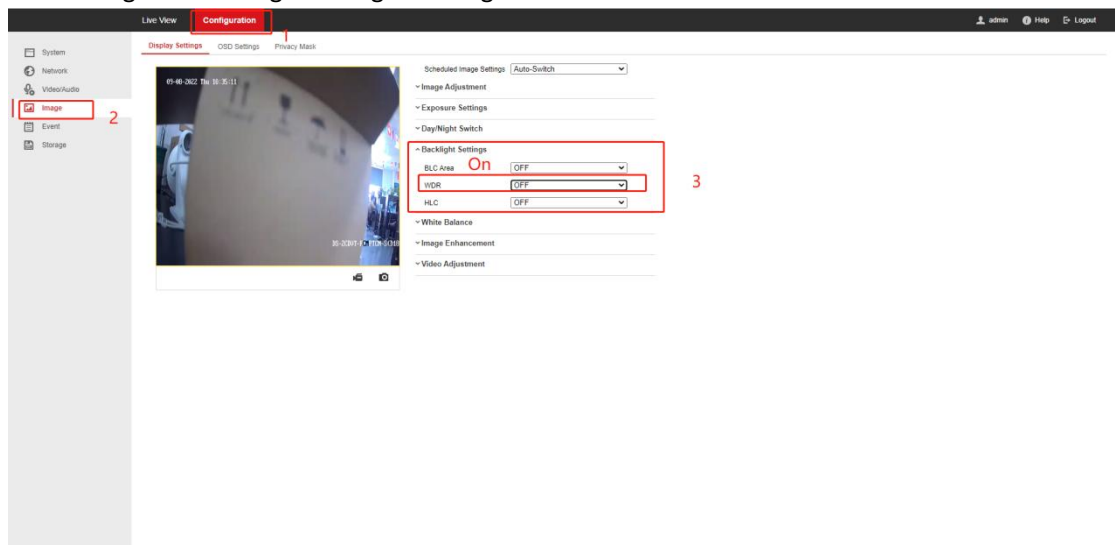 Live View Configuration admin Help Logout
1
Display Settings OSD Settings Privacy Mask
System
Network
Video/Audio
Image
2
Event
Storage
Scheduled Image Settings Auto-Switch
Image Adjustment
Exposure Settings
Day/Night Switch
Backlight Settings
BLC Area On OFF
WDR OFF 3
HLC OFF
White Balance
Image Enhancement
Video Adjustment